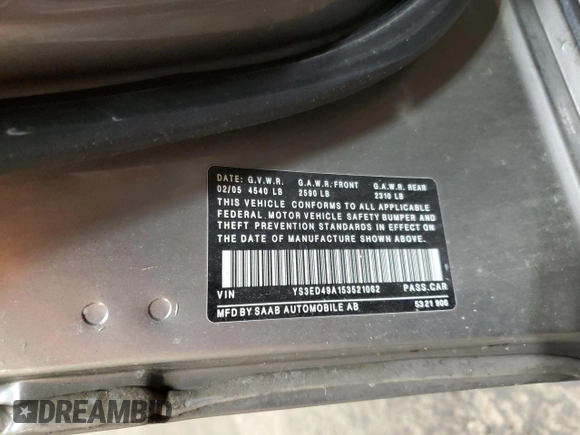 DATE: G.V.W.R. G.A.W.R. FRONT G.A.W.R. REAR
02/05 4540 LB 2590 LB 2310 LB
THIS VEHICLE CONFORMS TO ALL APPLICABLE
FEDERAL MOTOR VEHICLE SAFETY BUMPER AND
THEFT PREVENTION STANDARDS IN EFFECT ON
THE DATE OF MANUFACTURE SHOWN ABOVE.
VIN YS3ED49A153521062 PASS.CAR
MFD BY SAAB AUTOMOBILE AB 5321 906
DREAMBID